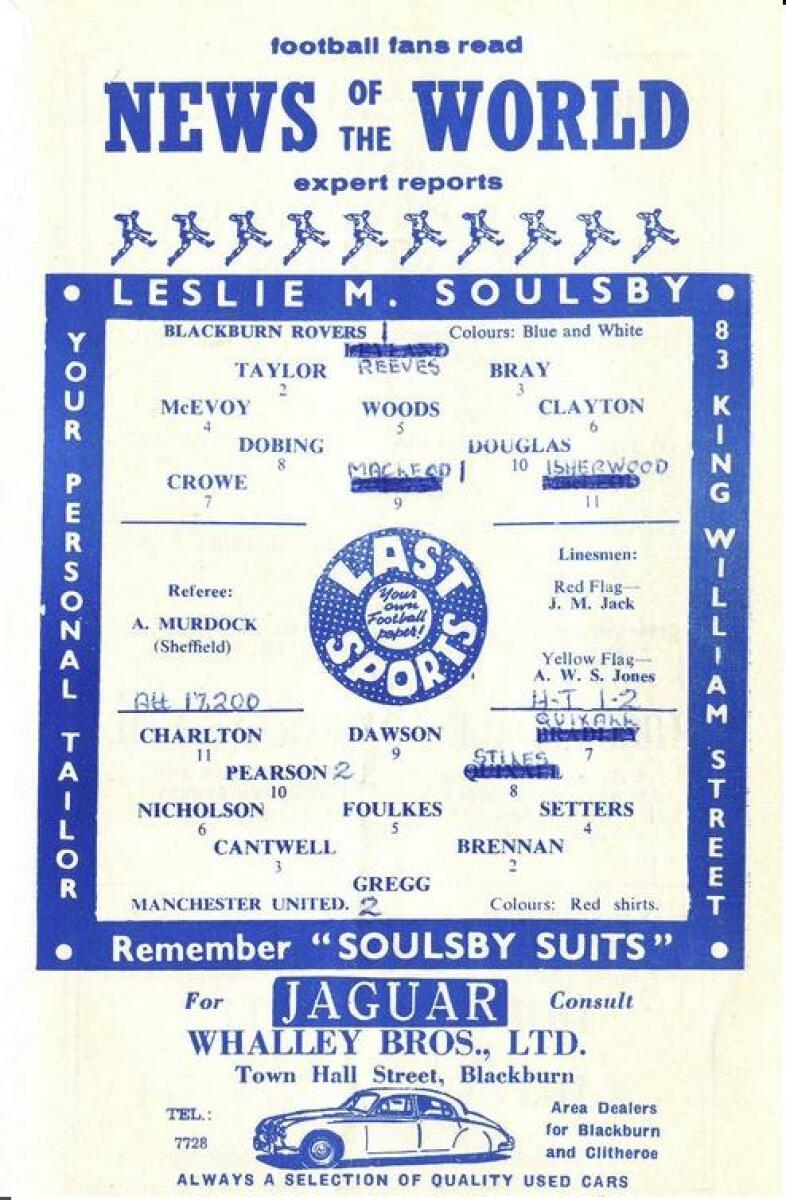 football fans read
NEWS OF THE WORLD
expert reports
• LESLIE M. SOULSBY •
YOUR PERSONAL TAILOR
83 KING WILLIAM STREET
BLACKBURN ROVERS 1 Colours: Blue and White
LEYLAND
TAYLOR REEVES BRAY
2 3
McEVOY WOODS CLAYTON
4 5 6
DOBING DOUGLAS
8 10
MACLEOD 1 ISHERWOOD
CROWE
7 9 11
Linesmen:
Referee:
Red Flag—
J. M. Jack
A. MURDOCK
(Sheffield)
Yellow Flag—
A. W. S. Jones
LAST SPORTS
Your
own
Football
paper!
Att 17,200 H-T 1-2
QUIXALL
CHARLTON DAWSON BRADLEY
11 9 7
STILES
PEARSON 2 QUIXALL
10 8
NICHOLSON FOULKES SETTERS
6 5 4
CANTWELL BRENNAN
3 2
GREGG
MANCHESTER UNITED. 2 Colours: Red shirts.
• Remember "SOULSBY SUITS" •
For JAGUAR Consult
WHALLEY BROS., LTD.
Town Hall Street, Blackburn
TEL.:
7728
Area Dealers
for Blackburn
and Clitheroe
ALWAYS A SELECTION OF QUALITY USED CARS